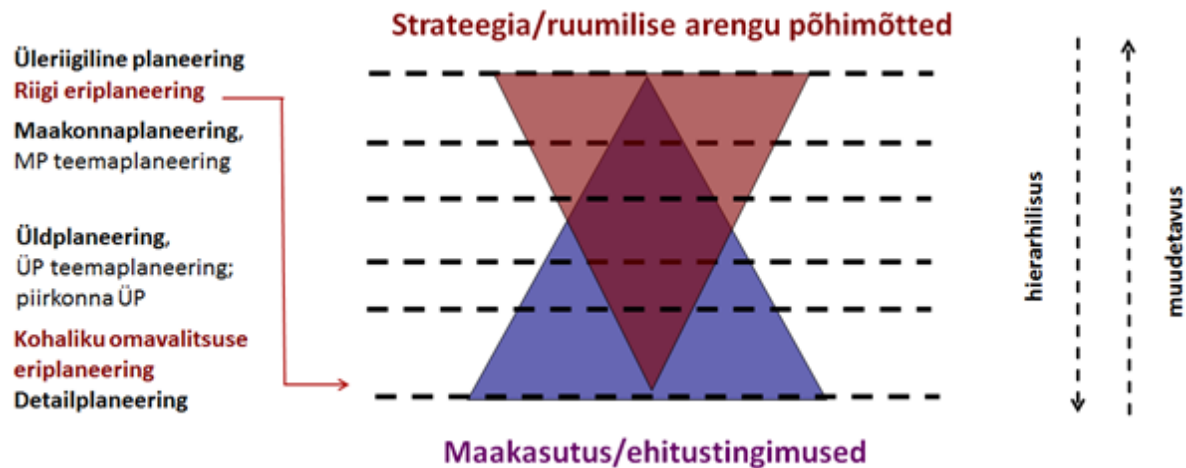 Strateegia/ruumilise arengu põhimõtted
Üleriigiline planeering
Riigi eriplaneering
Maakonnaplaneering,
MP teemaplaneering
Üldplaneering,
ÜP teemaplaneering;
piirkonna ÜP
Kohaliku omavalitsuse
eriplaneering
Detailplaneering
hierarhilisus
muudetavus
Maakasutus/ehitustingimused